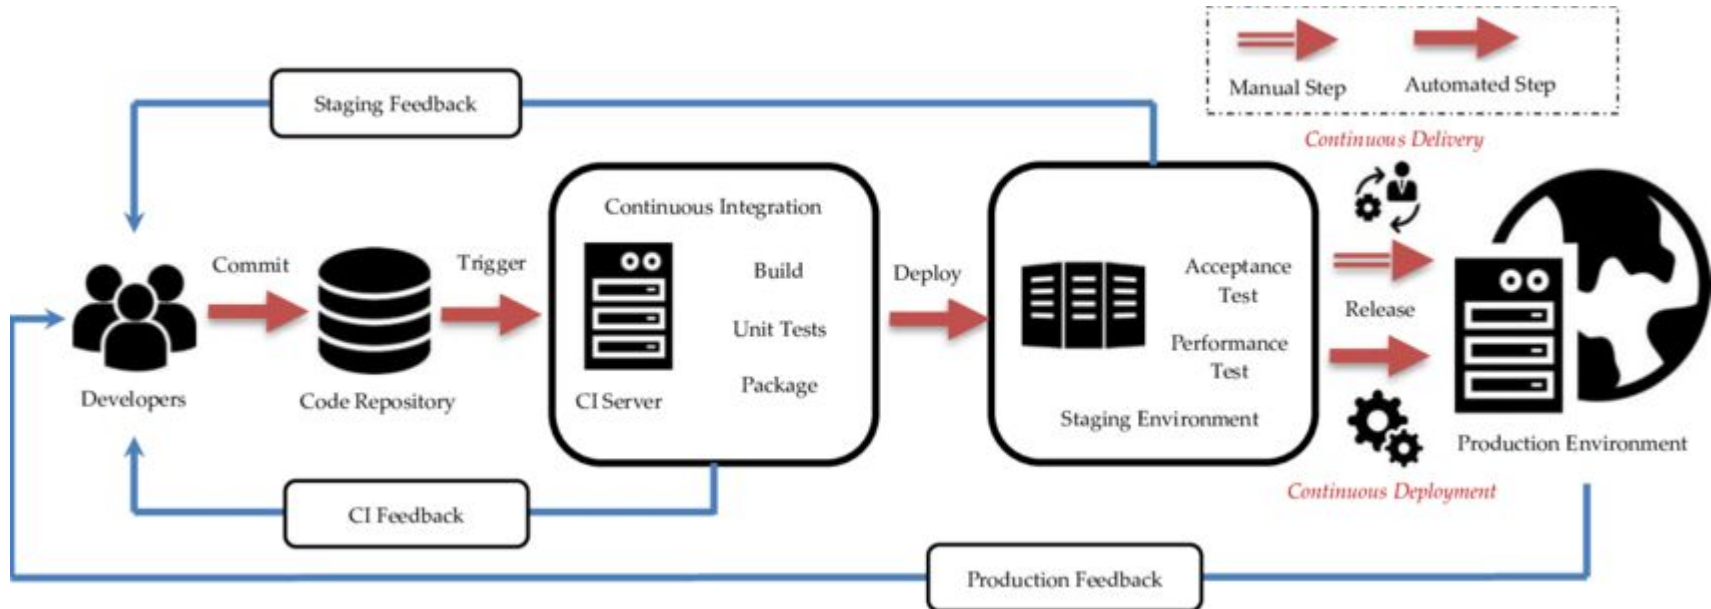 Manual Step
Automated Step
Staging Feedback
Continuous Delivery
Continuous Integration
Commit
Trigger
Build
Deploy
Acceptance
Test
Release
Unit Tests
Performance
Test
Package
Developers
Code Repository
CI Server
Staging Environment
Production Environment
Continuous Deployment
CI Feedback
Production Feedback